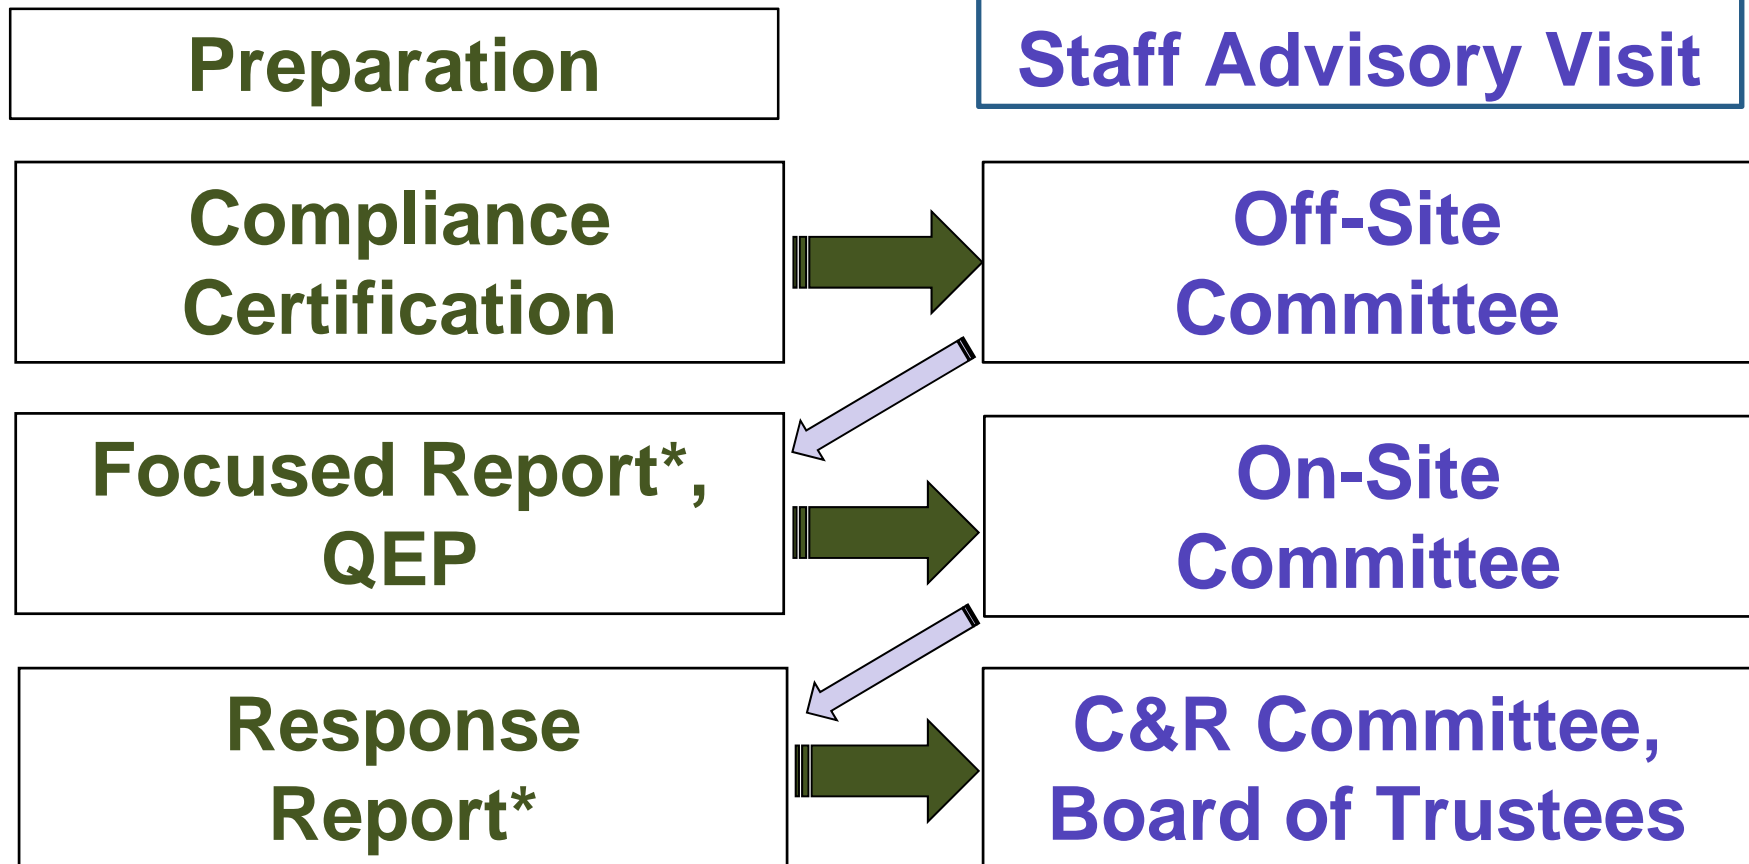 Preparation
Staff Advisory Visit
Compliance
Certification
Off-Site
Committee
Focused Report*,
QEP
On-Site
Committee
Response
Report*
C&R Committee,
Board of Trustees